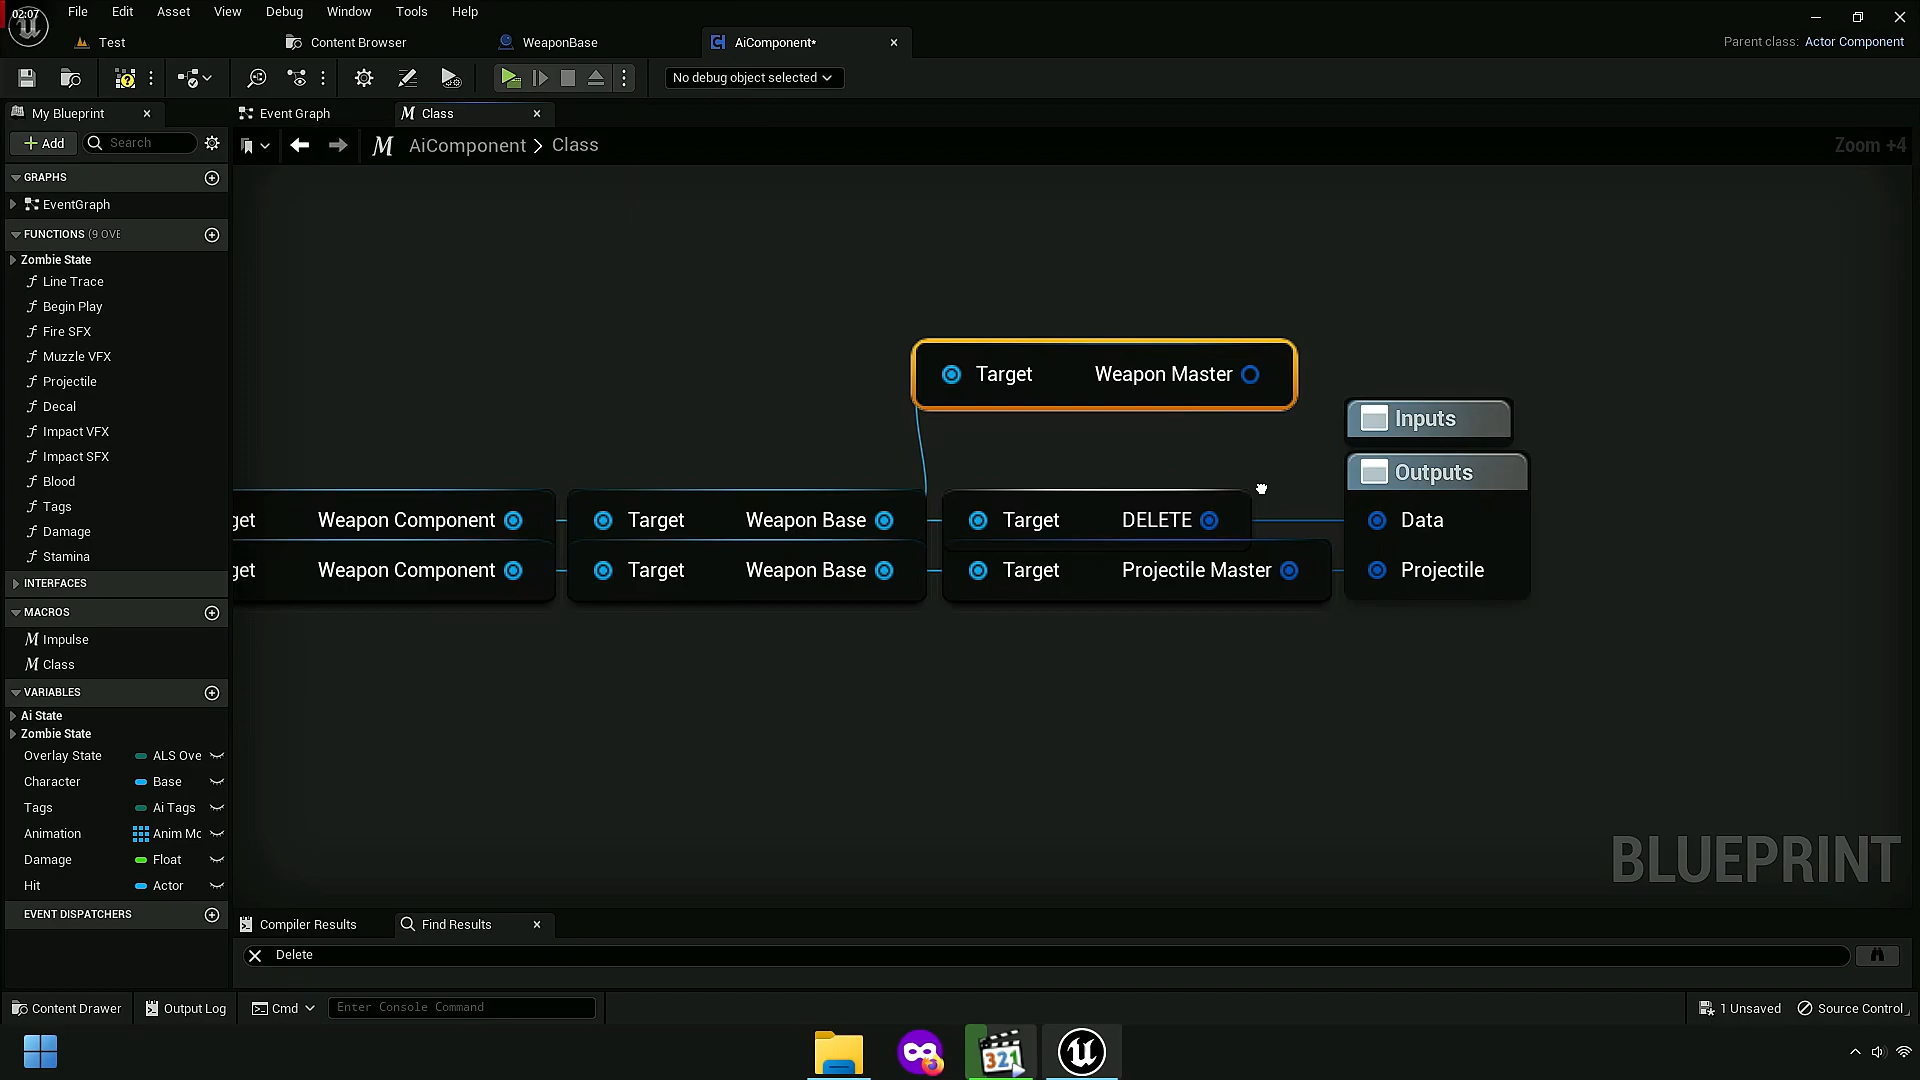 02:07
File Edit Asset View Debug Window Tools Help
Test Content Browser WeaponBase AiComponent* Parent class: Actor Component
No debug object selected
My Blueprint Event Graph Class
Add Search AiComponent > Class Zoom +4
GRAPHS
EventGraph
FUNCTIONS (9 OVE
Zombie State
Line Trace
Begin Play
Fire SFX
Muzzle VFX
Projectile
Decal
Impact VFX
Impact SFX
Blood
Tags
Damage
Stamina
INTERFACES
MACROS
Impulse
Class
VARIABLES
Ai State
Zombie State
Overlay State ALS Ove
Character Base
Tags Ai Tags
Animation Anim Mo
Damage Float
Hit Actor
EVENT DISPATCHERS
Target Weapon Master
Inputs
Outputs
get Weapon Component Target Weapon Base Target DELETE Data
get Weapon Component Target Weapon Base Target Projectile Master Projectile
BLUEPRINT
Compiler Results Find Results
Delete
Content Drawer Output Log Cmd Enter Console Command 1 Unsaved Source Control
321